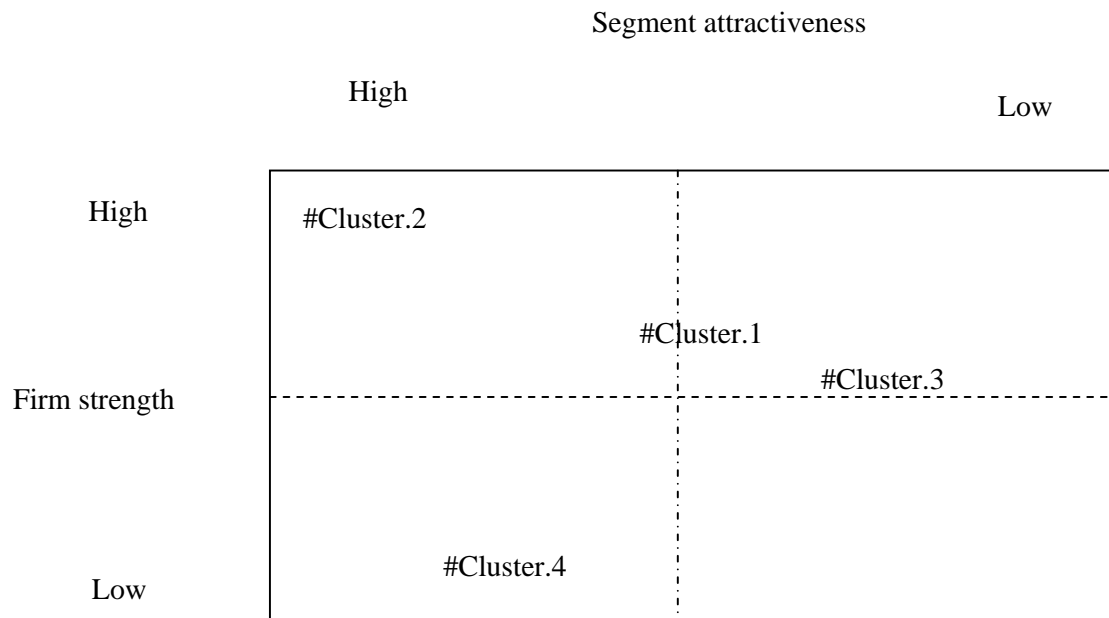 Segment attractiveness
High
Low
High
#Cluster.2
#Cluster.1
#Cluster.3
Firm strength
#Cluster.4
Low